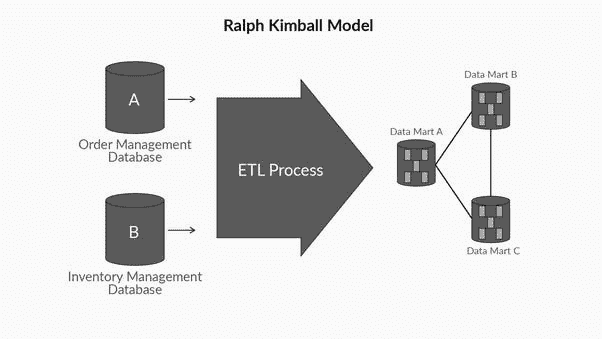 Ralph Kimball Model
A
Order Management
Database
B
Inventory Management
Database
ETL Process
Data Mart A
Data Mart B
Data Mart C